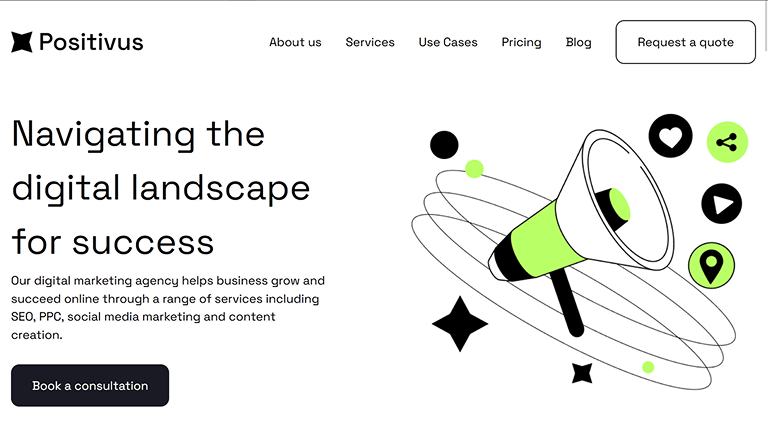 Positivus
About us
Services
Use Cases
Pricing
Blog
Request a quote
Navigating the
digital landscape
for success
Our digital marketing agency helps business grow and
succeed online through a range of services including
SEO, PPC, social media marketing and content
creation.
Book a consultation